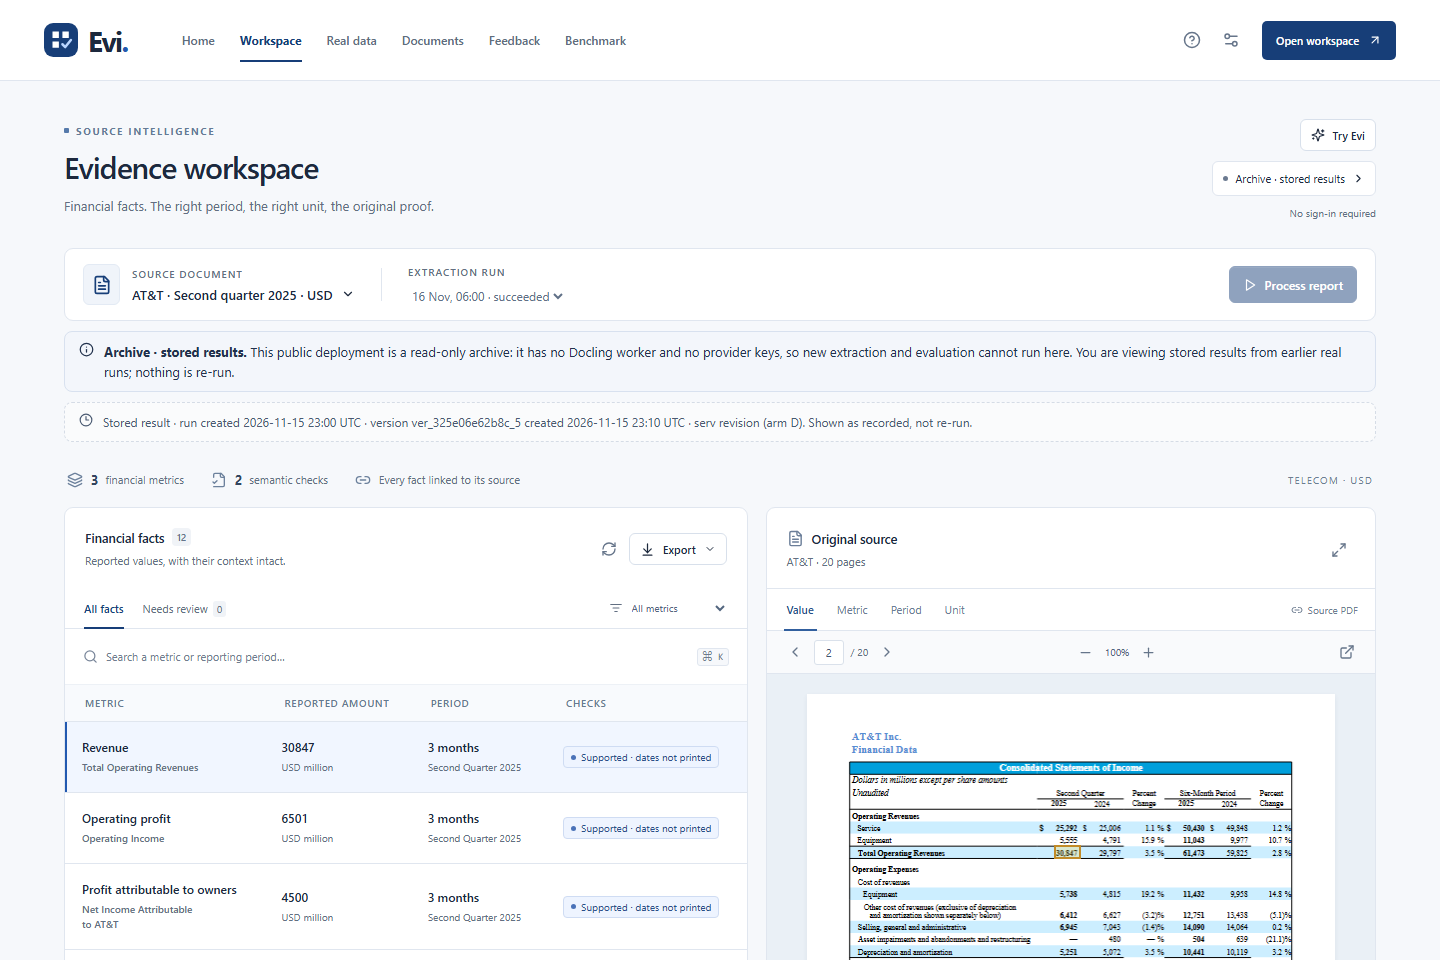 Evi.
Home Workspace Real data Documents Feedback Benchmark
Open workspace
SOURCE INTELLIGENCE
Evidence workspace
Financial facts. The right period, the right unit, the original proof.
Try Evi
Archive · stored results
No sign-in required
SOURCE DOCUMENT
AT&T · Second quarter 2025 · USD
EXTRACTION RUN
16 Nov, 06:00 · succeeded
Process report
Archive · stored results. This public deployment is a read-only archive: it has no Docling worker and no provider keys, so new extraction and evaluation cannot run here. You are viewing stored results from earlier real
runs; nothing is re-run.
Stored result · run created 2026-11-15 23:00 UTC · version ver_325e06e62b8c_5 created 2026-11-15 23:10 UTC · serv revision (arm D). Shown as recorded, not re-run.
3 financial metrics 2 semantic checks Every fact linked to its source
TELECOM · USD
Financial facts 12
Reported values, with their context intact.
Export
All facts Needs review 0 All metrics
Search a metric or reporting period... ⌘ K
METRIC REPORTED AMOUNT PERIOD CHECKS
Revenue 30847 3 months Supported · dates not printed
Total Operating Revenues USD million Second Quarter 2025
Operating profit 6501 3 months Supported · dates not printed
Operating Income USD million Second Quarter 2025
Profit attributable to owners 4500 3 months Supported · dates not printed
Net Income Attributable USD million Second Quarter 2025
to AT&T
Original source
AT&T · 20 pages
Value Metric Period Unit Source PDF
2 / 20 100%
AT&T Inc.
Financial Data
Consolidated Statements of Income
Dollars in millions except per share amounts
Unaudited Second Quarter Percent Six-Month Period Percent
2025 2024 Change 2025 2024 Change
Operating Revenues
Service $ 25,292 $ 25,006 1.1 % $ 50,430 $ 49,848 1.2 %
Equipment 5,555 4,791 15.9 % 11,043 9,977 10.7 %
Total Operating Revenues 30,847 29,797 3.5 % 61,473 59,825 2.8 %
Operating Expenses
Cost of revenues
Equipment 5,738 4,815 19.2 % 11,432 9,958 14.8 %
Other cost of revenues (exclusive of depreciation
and amortization shown separately below) 6,412 6,627 (3.2)% 12,751 13,438 (5.1)%
Selling, general and administrative 6,945 7,043 (1.4)% 14,090 14,064 0.2 %
Asset impairments and abandonments and restructuring — 480 — % 504 639 (21.1)%
Depreciation and amortization 5,251 5,072 3.5 % 10,441 10,119 3.2 %